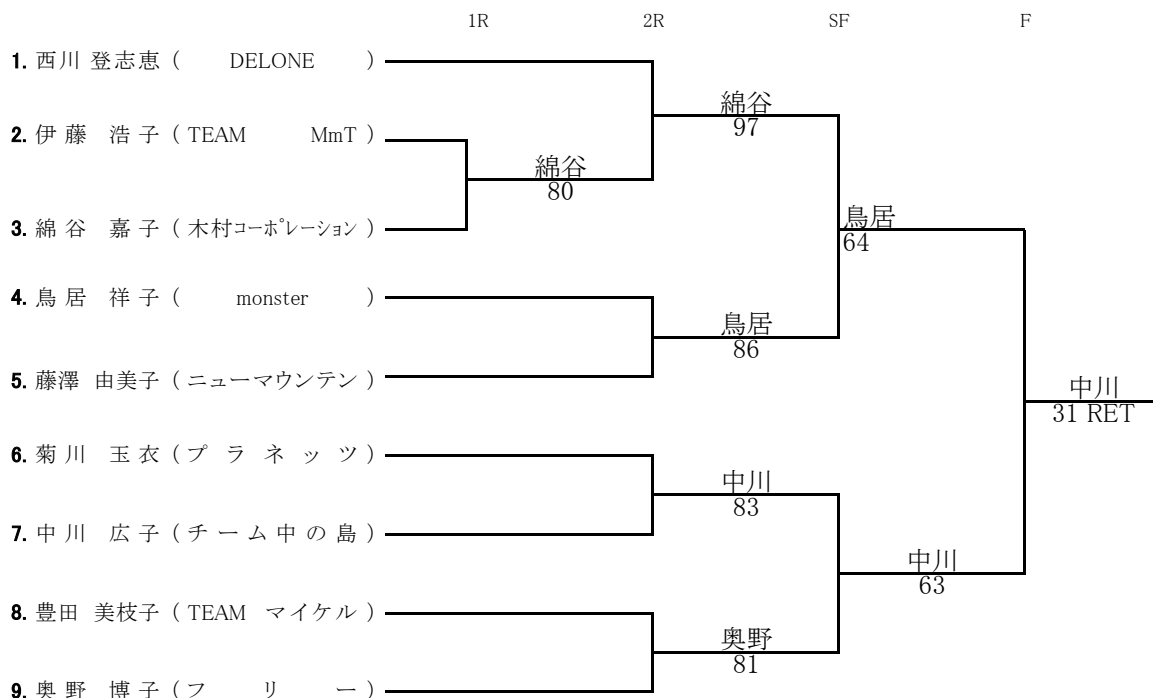 1R 2R SF F
1. 西川 登志恵 ( DELONE )
綿谷
97
2. 伊藤 浩子 ( TEAM MmT )
綿谷
80
3. 綿谷 嘉子 ( 木村コーポレーション )
鳥居
64
4. 鳥居 祥子 ( monster )
鳥居
86
5. 藤澤 由美子 ( ニューマウンテン )
中川
31 RET
6. 菊川 玉衣 ( プラネッツ )
中川
83
7. 中川 広子 ( チーム中の島 )
中川
63
8. 豊田 美枝子 ( TEAM マイケル )
奥野
81
9. 奥野 博子 ( フリー )